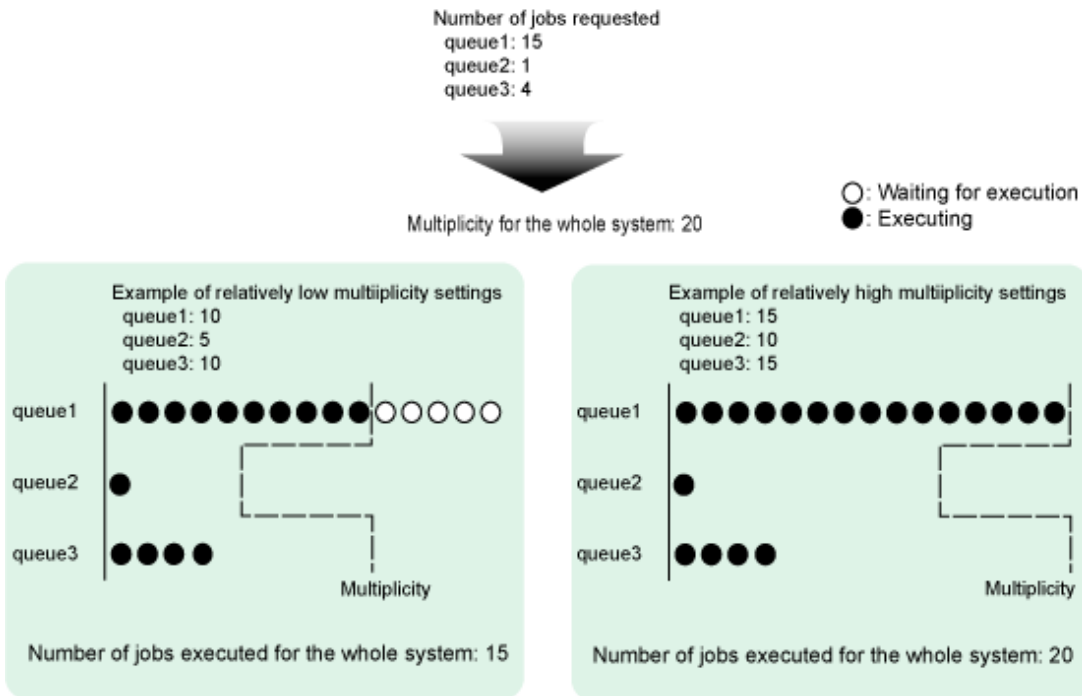 Number of jobs requested
queue1: 15
queue2: 1
queue3: 4
○: Waiting for execution
●: Executing
Multiplicity for the whole system: 20
Example of relatively low multiiplicity settings
queue1: 10
queue2: 5
queue3: 10
queue1
queue2
queue3
Multiplicity
Number of jobs executed for the whole system: 15
Example of relatively high multiiplicity settings
queue1: 15
queue2: 10
queue3: 15
queue1
queue2
queue3
Multiplicity
Number of jobs executed for the whole system: 20